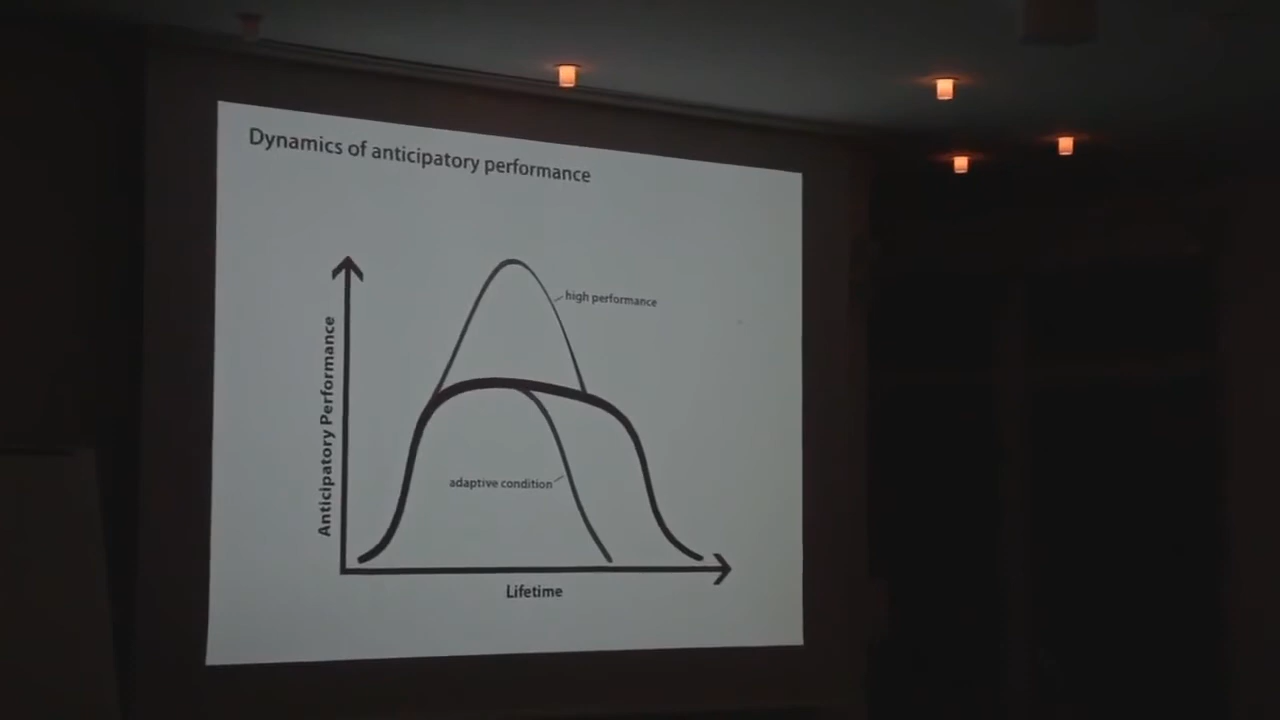 Dynamics of anticipatory performance
high performance
Anticipatory Performance
adaptive condition
Lifetime